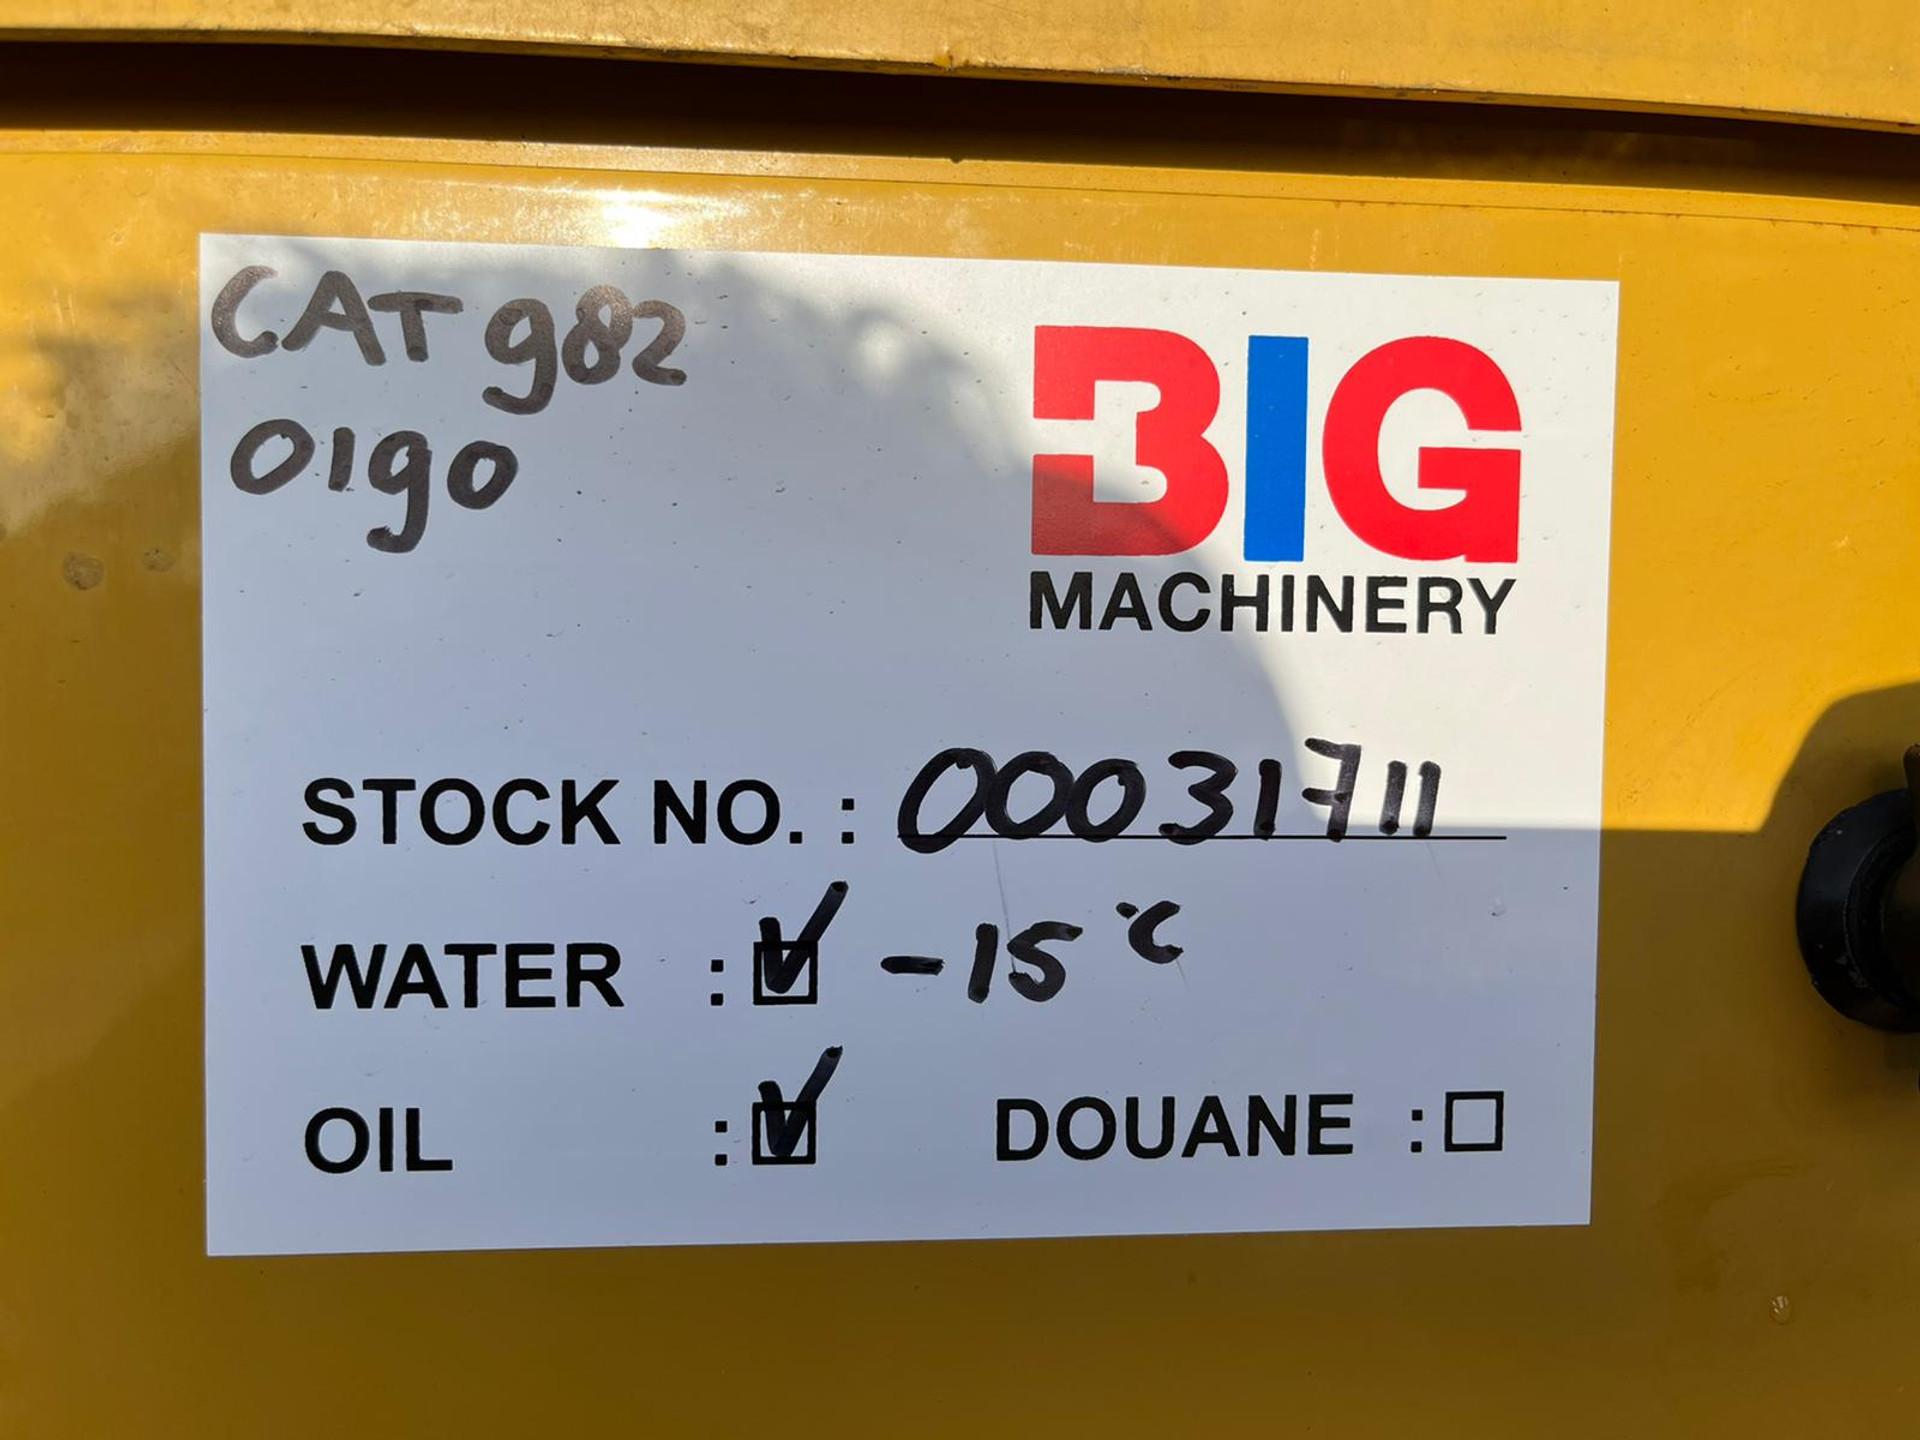 CAT 982
0190
BIG
MACHINERY
STOCK NO. : 00031711
WATER : ☑ -15 °C
OIL : ☑ DOUANE : ☐